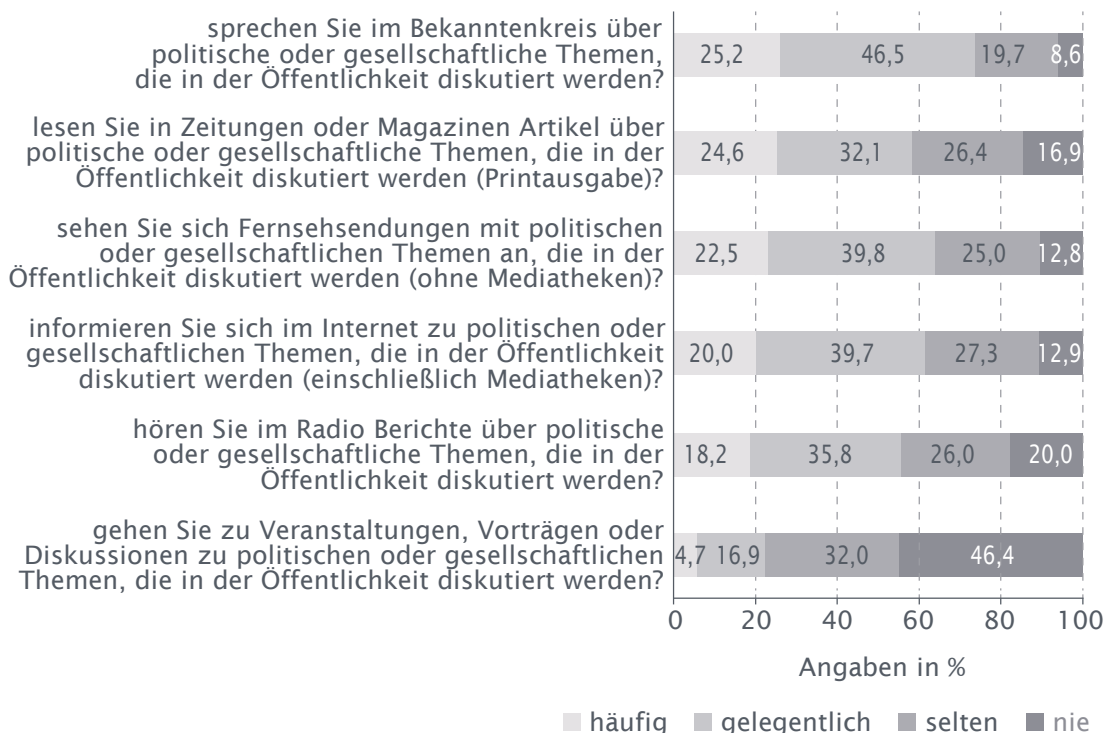 sprechen Sie im Bekanntenkreis über
politische oder gesellschaftliche Themen,
die in der Öffentlichkeit diskutiert werden?
25,2 46,5 19,7 8,6
lesen Sie in Zeitungen oder Magazinen Artikel über
politische oder gesellschaftliche Themen, die in der
Öffentlichkeit diskutiert werden (Printausgabe)?
24,6 32,1 26,4 16,9
sehen Sie sich Fernsehsendungen mit politischen
oder gesellschaftlichen Themen an, die in der
Öffentlichkeit diskutiert werden (ohne Mediatheken)?
22,5 39,8 25,0 12,8
informieren Sie sich im Internet zu politischen oder
gesellschaftlichen Themen, die in der Öffentlichkeit
diskutiert werden (einschließlich Mediatheken)?
20,0 39,7 27,3 12,9
hören Sie im Radio Berichte über politische
oder gesellschaftliche Themen, die in der
Öffentlichkeit diskutiert werden?
18,2 35,8 26,0 20,0
gehen Sie zu Veranstaltungen, Vorträgen oder
Diskussionen zu politischen oder gesellschaftlichen
Themen, die in der Öffentlichkeit diskutiert werden?
4,7 16,9 32,0 46,4
0 20 40 60 80 100
Angaben in %
häufig gelegentlich selten nie